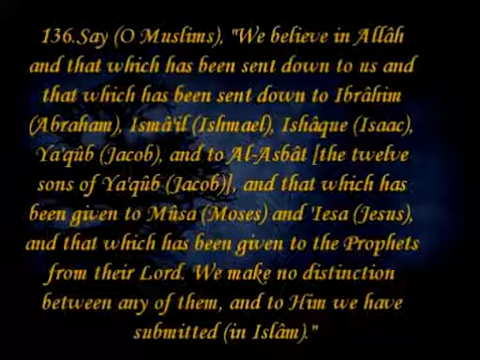 136.Say (O Muslims), "We believe in Allâh
and that which has been sent down to us and
that which has been sent down to Ibrâhim
(Abraham), Ismâ'il (Ishmael), Ishâque (Isaac),
Ya'qûb (Jacob), and to Al-Asbât [the twelve
sons of Ya'qûb (Jacob)], and that which has
been given to Mûsa (Moses) and 'Iesa (Jesus),
and that which has been given to the Prophets
from their Lord. We make no distinction
between any of them, and to Him we have
submitted (in Islâm)."